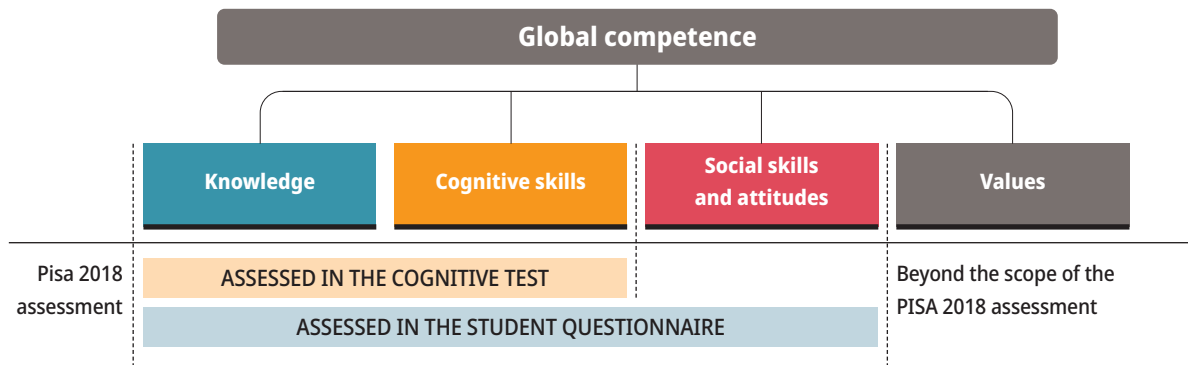 Global competence
Knowledge
Cognitive skills
Social skills
and attitudes
Values
Pisa 2018
assessment
ASSESSED IN THE COGNITIVE TEST
ASSESSED IN THE STUDENT QUESTIONNAIRE
Beyond the scope of the
PISA 2018 assessment